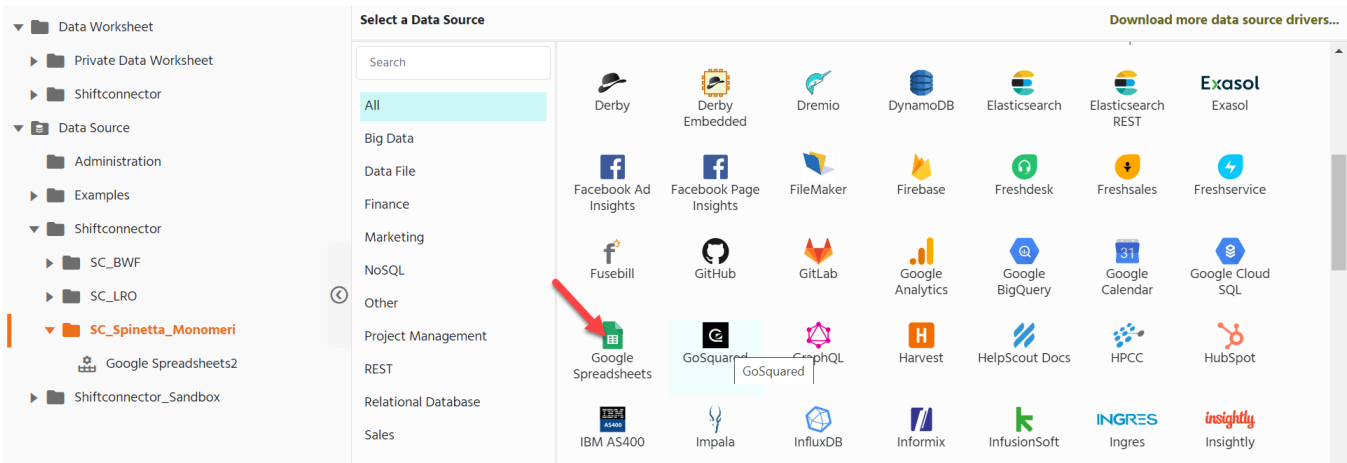 Data Worksheet
Private Data Worksheet
Shiftconnector
Data Source
Administration
Examples
Shiftconnector
SC_BWF
SC_LRO
SC_Spinetta_Monomeri
Google Spreadsheets2
Shiftconnector_Sandbox
Select a Data Source
Download more data source drivers...
Search
All
Big Data
Data File
Finance
Marketing
NoSQL
Other
Project Management
REST
Relational Database
Sales
Exasol
Derby
Derby
Embedded
Dremio
DynamoDB
Elasticsearch
Elasticsearch
REST
Exasol
Facebook Ad
Insights
Facebook Page
Insights
FileMaker
Firebase
Freshdesk
Freshsales
Freshservice
Fusebill
GitHub
GitLab
Google
Analytics
Google
BigQuery
31
Google
Calendar
Google Cloud
SQL
Google
Spreadsheets
GoSquared
GoSquared
GraphQL
H
Harvest
HelpScout Docs
HPCC
HubSpot
IBM
AS400
IBM AS400
Impala
InfluxDB
Informix
InfusionSoft
INGRES
Ingres
insightly
Insightly